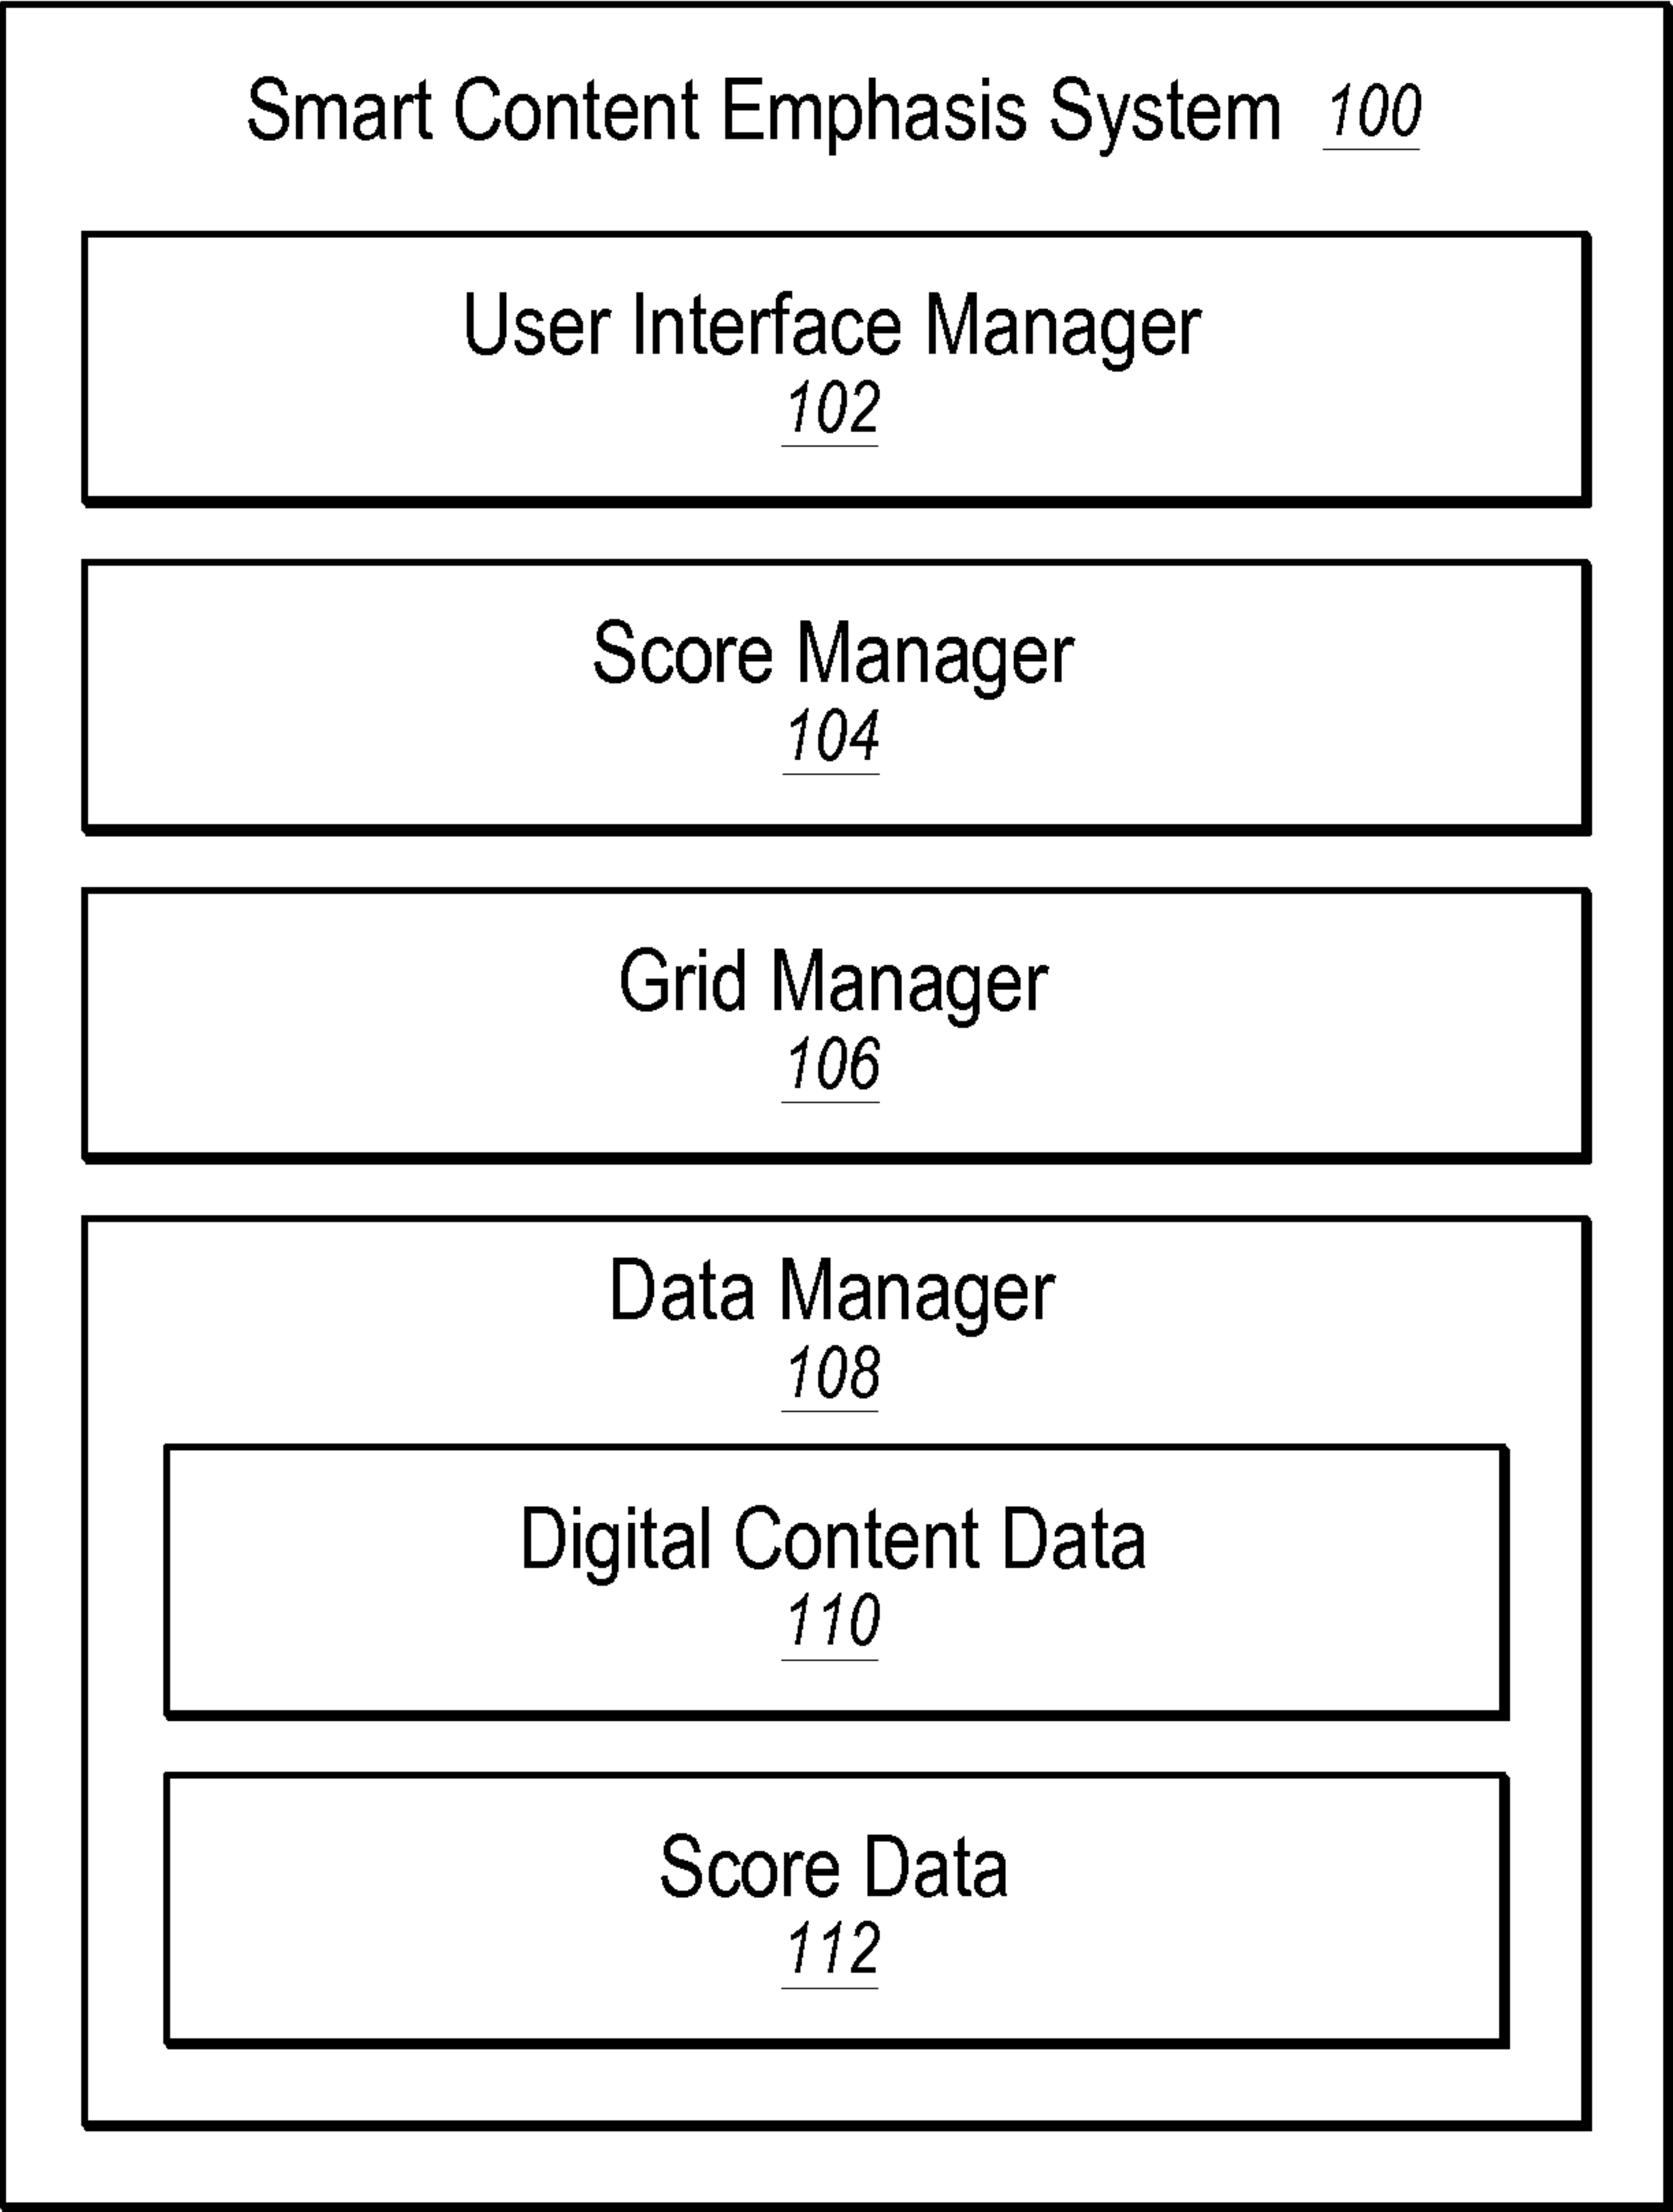 Smart Content Emphasis System 100
User Interface Manager
102
Score Manager
104
Grid Manager
106
Data Manager
108
Digital Content Data
110
Score Data
112